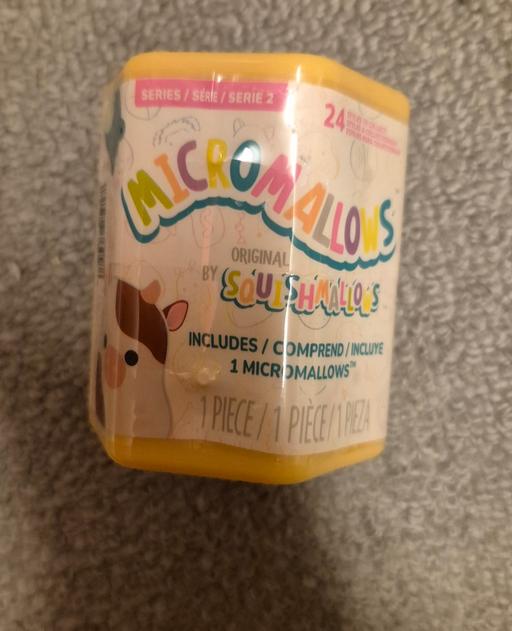 SERIES / SÉRIE / SERIE 2
24
MICROMALLOWS
ORIGINAL
BY SQUISHMALLOWS
INCLUDES / COMPREND / INCLUYE
1 MICROMALLOWS™
1 PIECE / 1 PIÈCE / 1 PIEZA